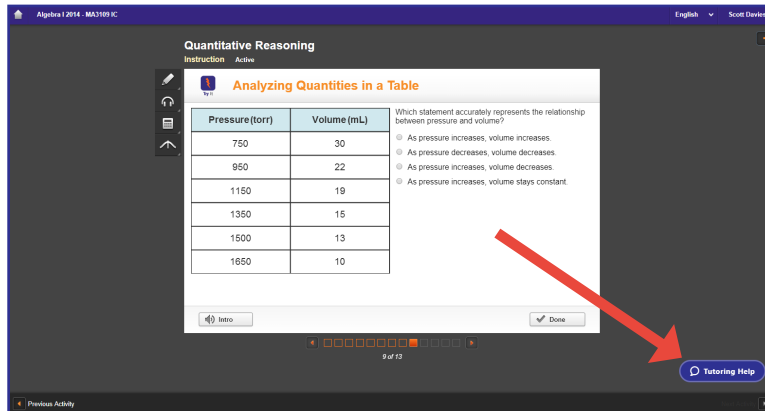 Algebra I 2014 - MA3109 IC
English
Scott Davies
Quantitative Reasoning
Instruction Active
Try It
Analyzing Quantities in a Table
Pressure (torr) Volume (mL)
750 30
950 22
1150 19
1350 15
1500 13
1650 10
Which statement accurately represents the relationship
between pressure and volume?
As pressure increases, volume increases.
As pressure decreases, volume decreases.
As pressure increases, volume decreases.
As pressure increases, volume stays constant.
Intro
Done
9 of 13
Tutoring Help
Previous Activity